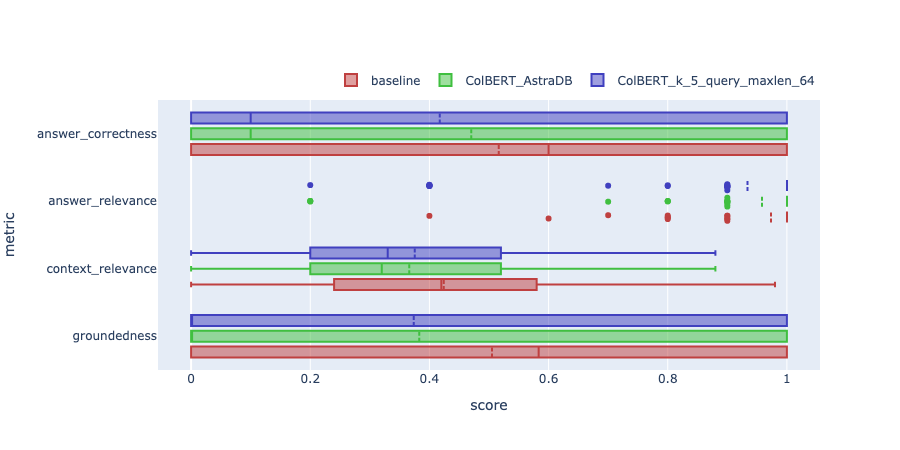 baseline ColBERT_AstraDB ColBERT_k_5_query_maxlen_64
answer_correctness
answer_relevance
metric
context_relevance
groundedness
0 0.2 0.4 0.6 0.8 1
score